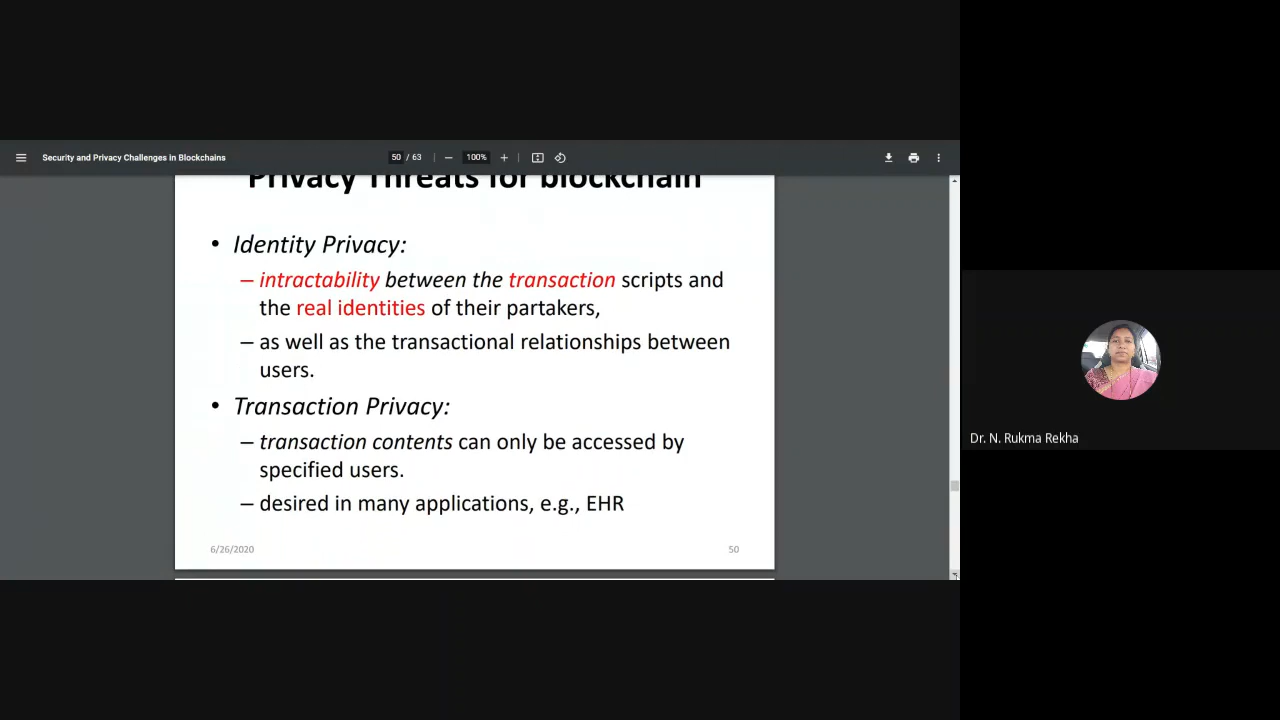 Security and Privacy Challenges in Blockchains
50 / 63
100%
Privacy Threats for blockchain
• Identity Privacy:
– intractability between the transaction scripts and
the real identities of their partakers,
– as well as the transactional relationships between
users.
• Transaction Privacy:
– transaction contents can only be accessed by
specified users.
– desired in many applications, e.g., EHR
6/26/2020
50
Dr. N. Rukma Rekha